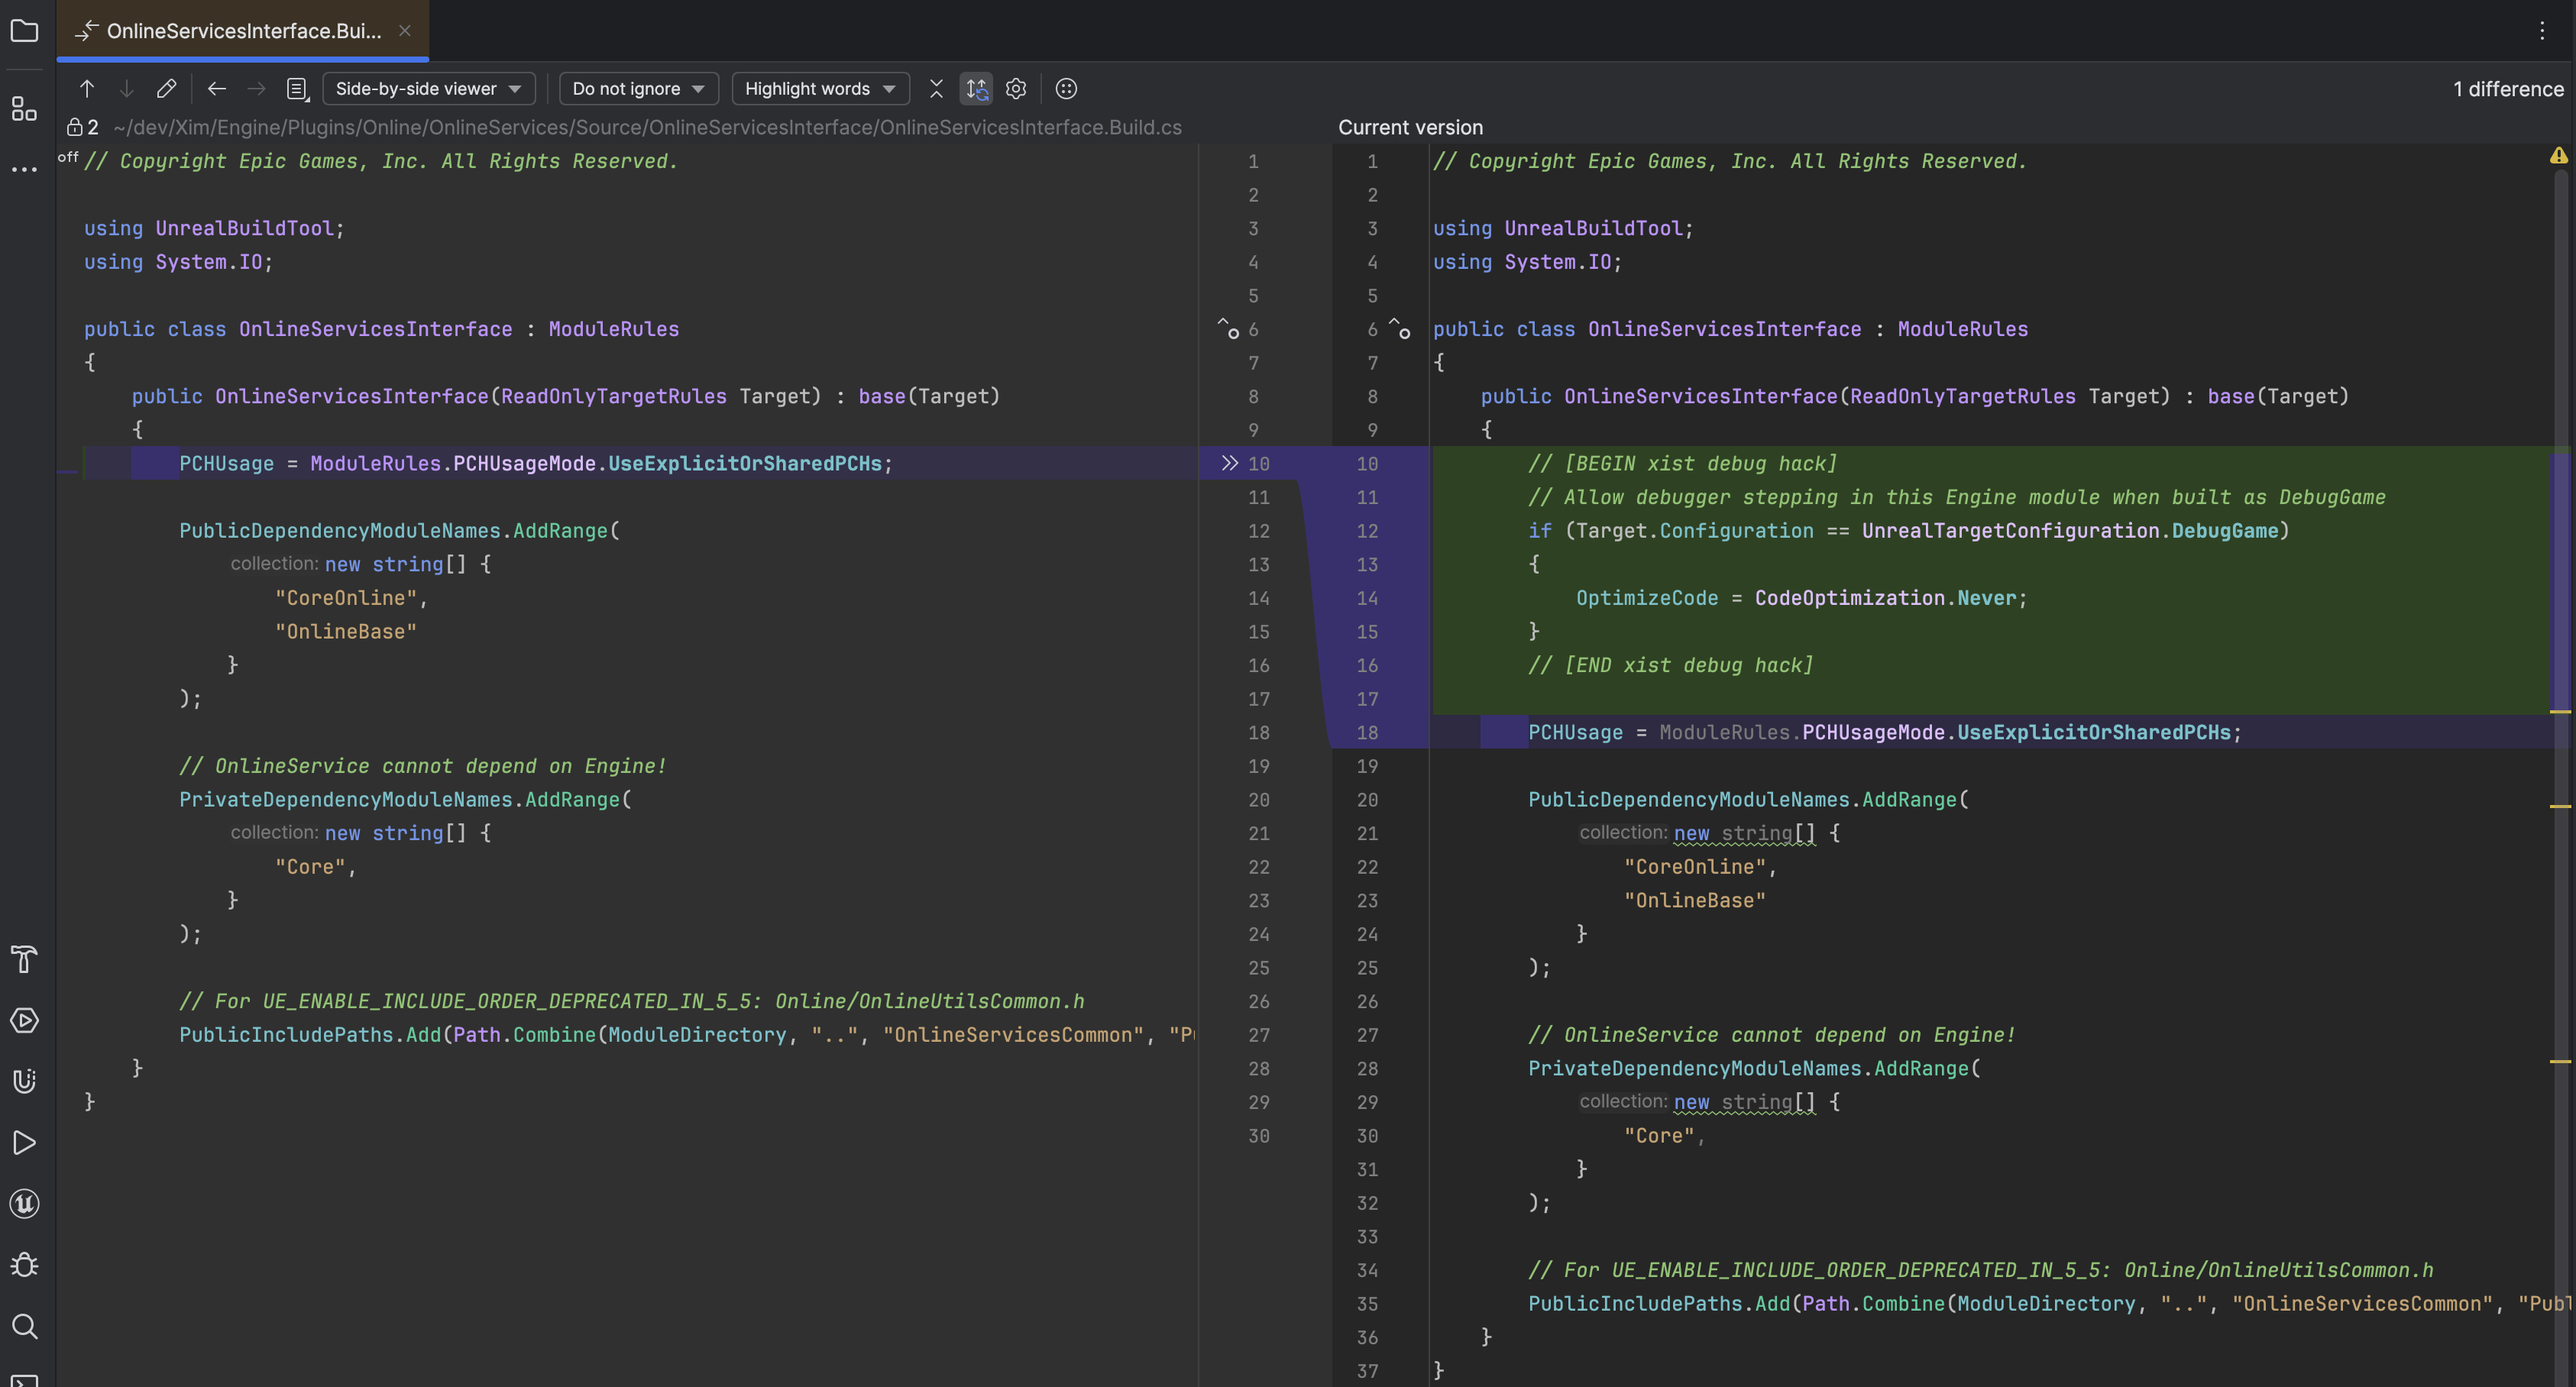 OnlineServicesInterface.Bui...
Side-by-side viewer
Do not ignore
Highlight words
1 difference
2 ~/dev/Xim/Engine/Plugins/Online/OnlineServices/Source/OnlineServicesInterface/OnlineServicesInterface.Build.cs
off
// Copyright Epic Games, Inc. All Rights Reserved.
using UnrealBuildTool;
using System.IO;
public class OnlineServicesInterface : ModuleRules
{
public OnlineServicesInterface(ReadOnlyTargetRules Target) : base(Target)
{
PCHUsage = ModuleRules.PCHUsageMode.UseExplicitOrSharedPCHs;
PublicDependencyModuleNames.AddRange(
collection: new string[] {
"CoreOnline",
"OnlineBase"
}
);
// OnlineService cannot depend on Engine!
PrivateDependencyModuleNames.AddRange(
collection: new string[] {
"Core",
}
);
// For UE_ENABLE_INCLUDE_ORDER_DEPRECATED_IN_5_5: Online/OnlineUtilsCommon.h
PublicIncludePaths.Add(Path.Combine(ModuleDirectory, "..", "OnlineServicesCommon", "P
}
}
1
2
3
4
5
6
7
8
9
10
11
12
13
14
15
16
17
18
19
20
21
22
23
24
25
26
27
28
29
30
Current version
1 // Copyright Epic Games, Inc. All Rights Reserved.
2
3 using UnrealBuildTool;
4 using System.IO;
5
6 public class OnlineServicesInterface : ModuleRules
7 {
8 public OnlineServicesInterface(ReadOnlyTargetRules Target) : base(Target)
9 {
10 // [BEGIN xist debug hack]
11 // Allow debugger stepping in this Engine module when built as DebugGame
12 if (Target.Configuration == UnrealTargetConfiguration.DebugGame)
13 {
14 OptimizeCode = CodeOptimization.Never;
15 }
16 // [END xist debug hack]
17
18 PCHUsage = ModuleRules.PCHUsageMode.UseExplicitOrSharedPCHs;
19
20 PublicDependencyModuleNames.AddRange(
21 collection: new string[] {
22 "CoreOnline",
23 "OnlineBase"
24 }
25 );
26
27 // OnlineService cannot depend on Engine!
28 PrivateDependencyModuleNames.AddRange(
29 collection: new string[] {
30 "Core",
31 }
32 );
33
34 // For UE_ENABLE_INCLUDE_ORDER_DEPRECATED_IN_5_5: Online/OnlineUtilsCommon.h
35 PublicIncludePaths.Add(Path.Combine(ModuleDirectory, "..", "OnlineServicesCommon", "Publ
36 }
37 }